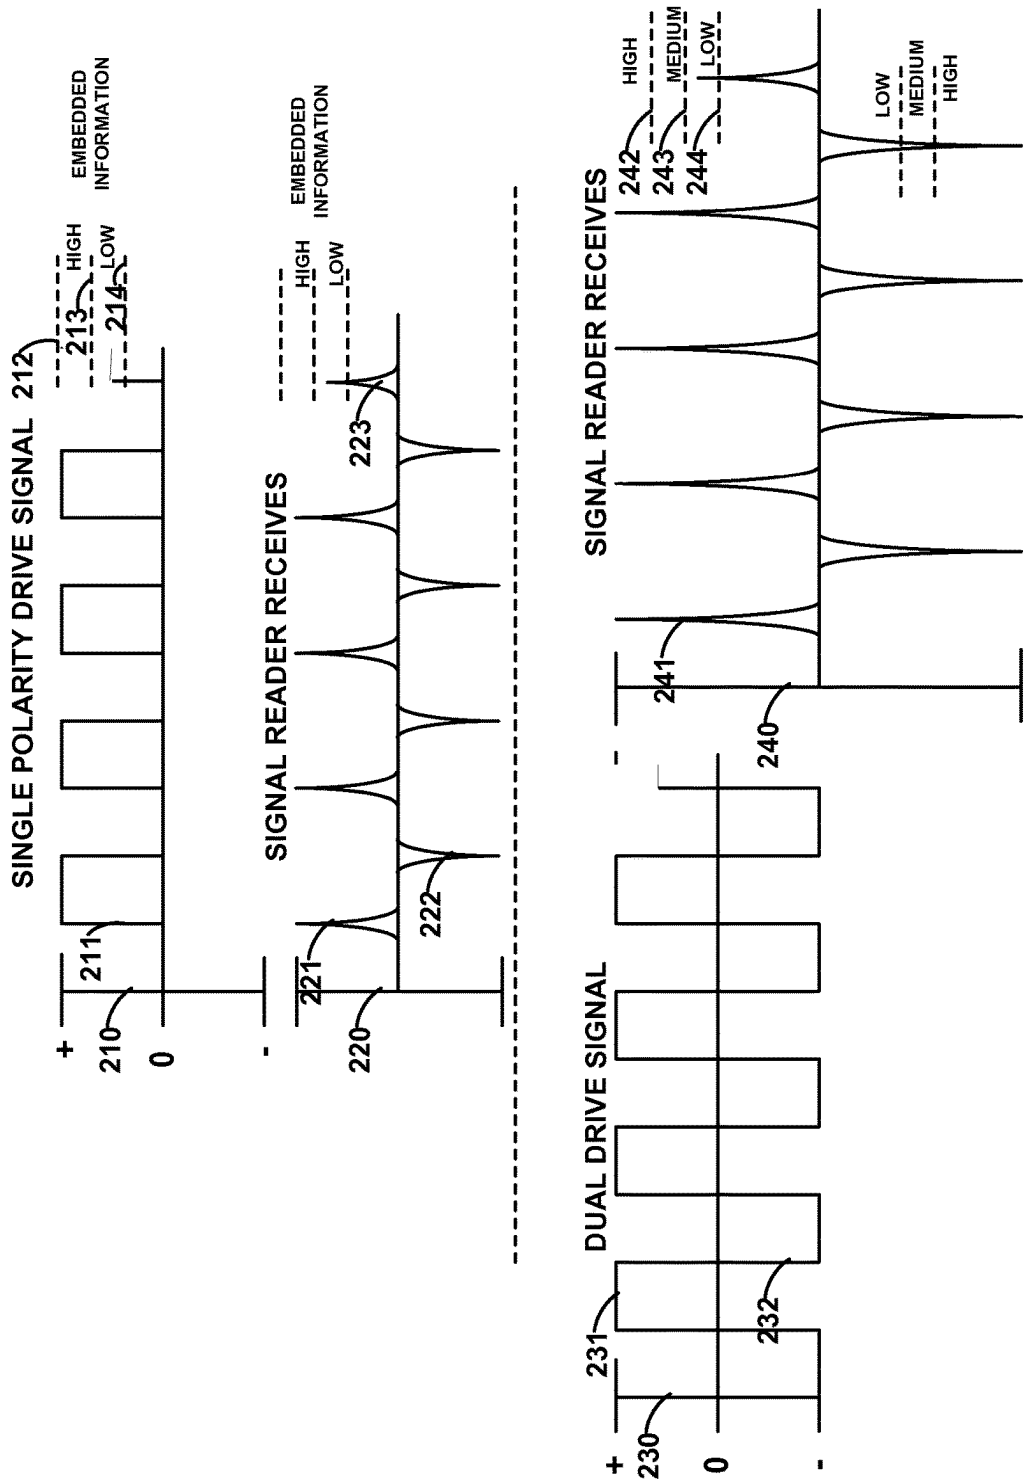 SINGLE POLARITY DRIVE SIGNAL
212
213
HIGH
LOW
214
EMBEDDED
INFORMATION
211
+
210
0
-
SIGNAL READER RECEIVES
HIGH
LOW
EMBEDDED
INFORMATION
223
221
222
220
DUAL DRIVE SIGNAL
231
+
230
0
232
-
SIGNAL READER RECEIVES
-
242
HIGH
243
MEDIUM
244
LOW
241
240
LOW
MEDIUM
HIGH